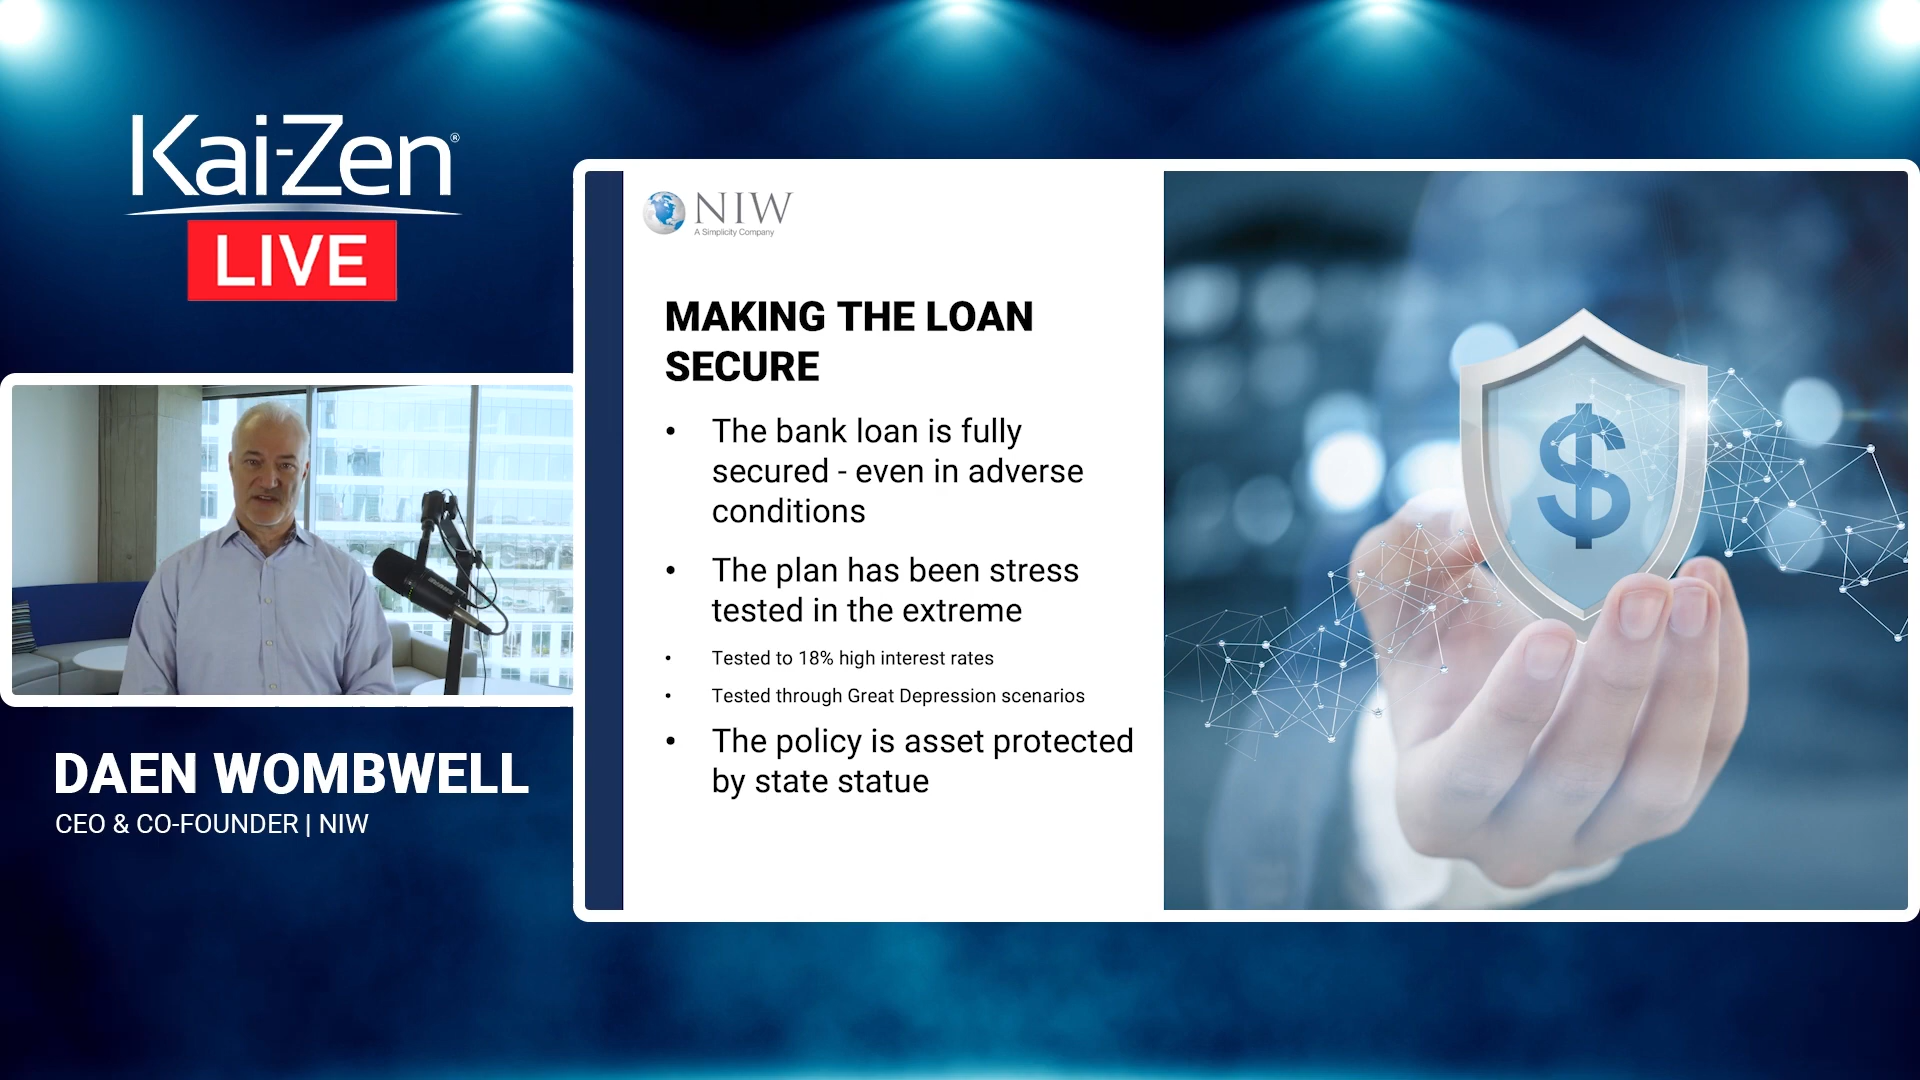 Kai-Zen®
LIVE
DAEN WOMBWELL
CEO & CO-FOUNDER | NIW
NIW
A Simplicity Company
MAKING THE LOAN
SECURE
• The bank loan is fully
secured - even in adverse
conditions
• The plan has been stress
tested in the extreme
• Tested to 18% high interest rates
• Tested through Great Depression scenarios
• The policy is asset protected
by state statue
$